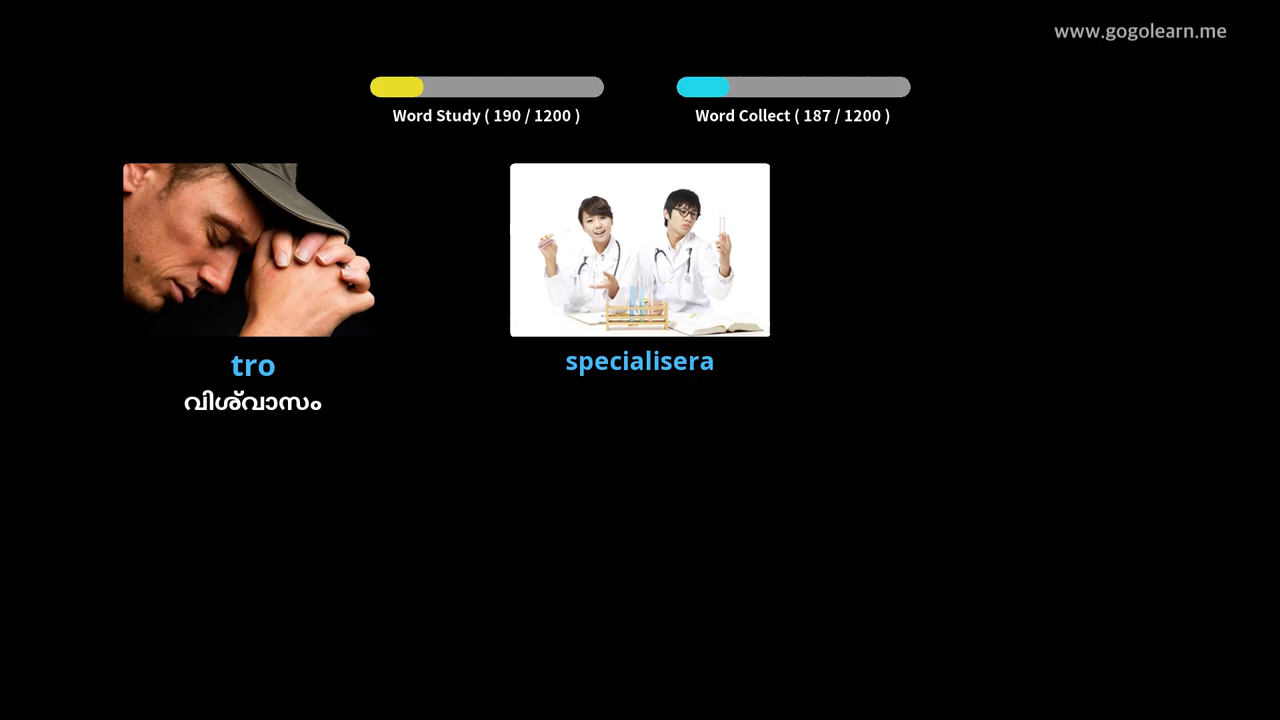 www.gogolearn.me
Word Study ( 190 / 1200 )
Word Collect ( 187 / 1200 )
tro
വിശ്വാസം
specialisera